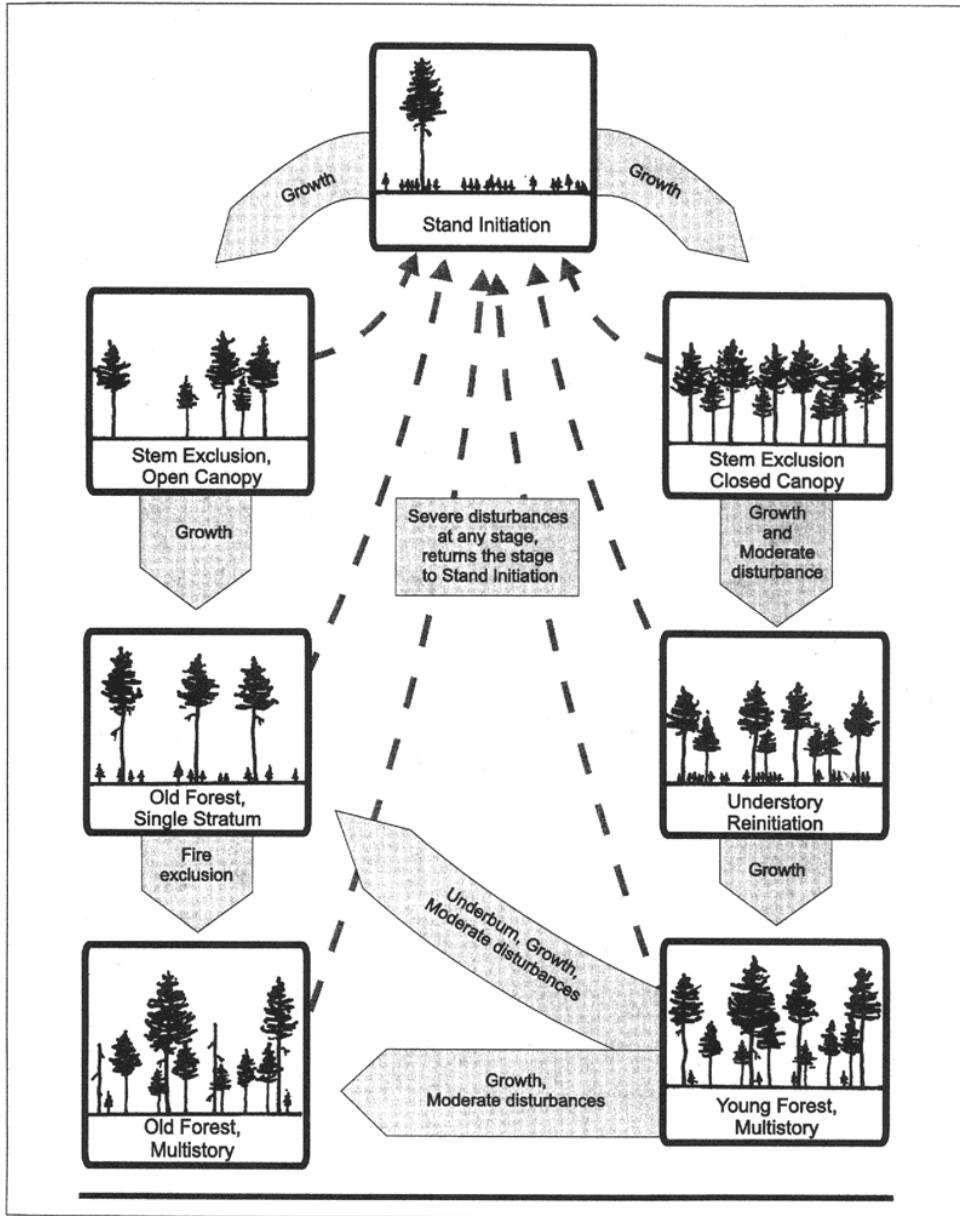 Stand Initiation
Growth
Growth
Stem Exclusion,
Open Canopy
Stem Exclusion
Closed Canopy
Growth
Severe disturbances
at any stage,
returns the stage
to Stand Initiation
Growth
and
Moderate
disturbance
Old Forest,
Single Stratum
Understory
Reinitiation
Fire
exclusion
Growth
Underburn, Growth,
Moderate disturbances
Growth,
Moderate disturbances
Old Forest,
Multistory
Young Forest,
Multistory